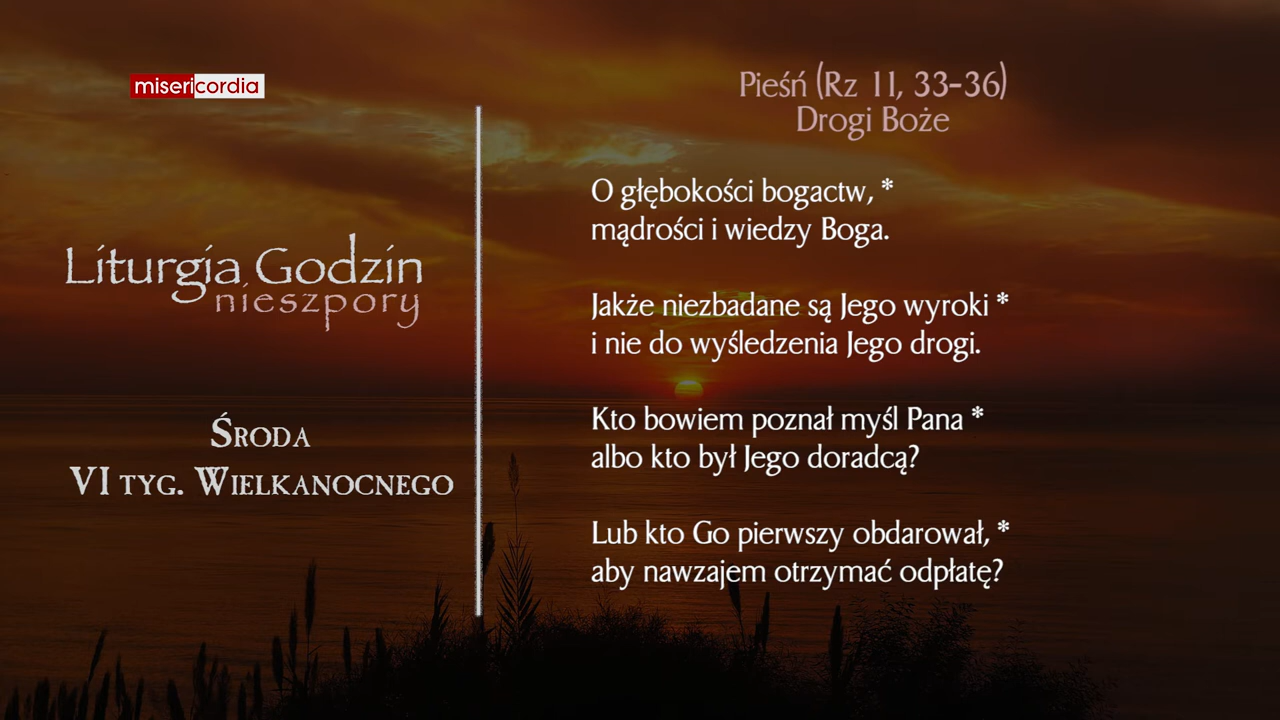 misericordia
Liturgia Godzin
nieszpory
Środa
VI tyg. Wielkanocnego
Pieśń (Rz 11, 33-36)
Drogi Boże
O głębokości bogactw, *
mądrości i wiedzy Boga.
Jakże niezbadane są Jego wyroki *
i nie do wyśledzenia Jego drogi.
Kto bowiem poznał myśl Pana *
albo kto był Jego doradcą?
Lub kto Go pierwszy obdarował, *
aby nawzajem otrzymać odpłatę?